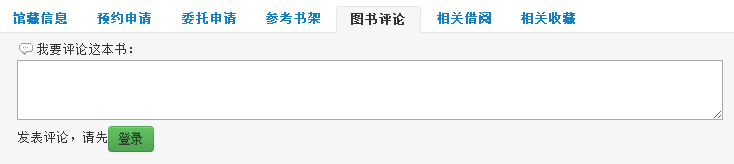 馆藏信息 预约申请 委托申请 参考书架 图书评论 相关借阅 相关收藏
我要评论这本书：
发表评论，请先登录